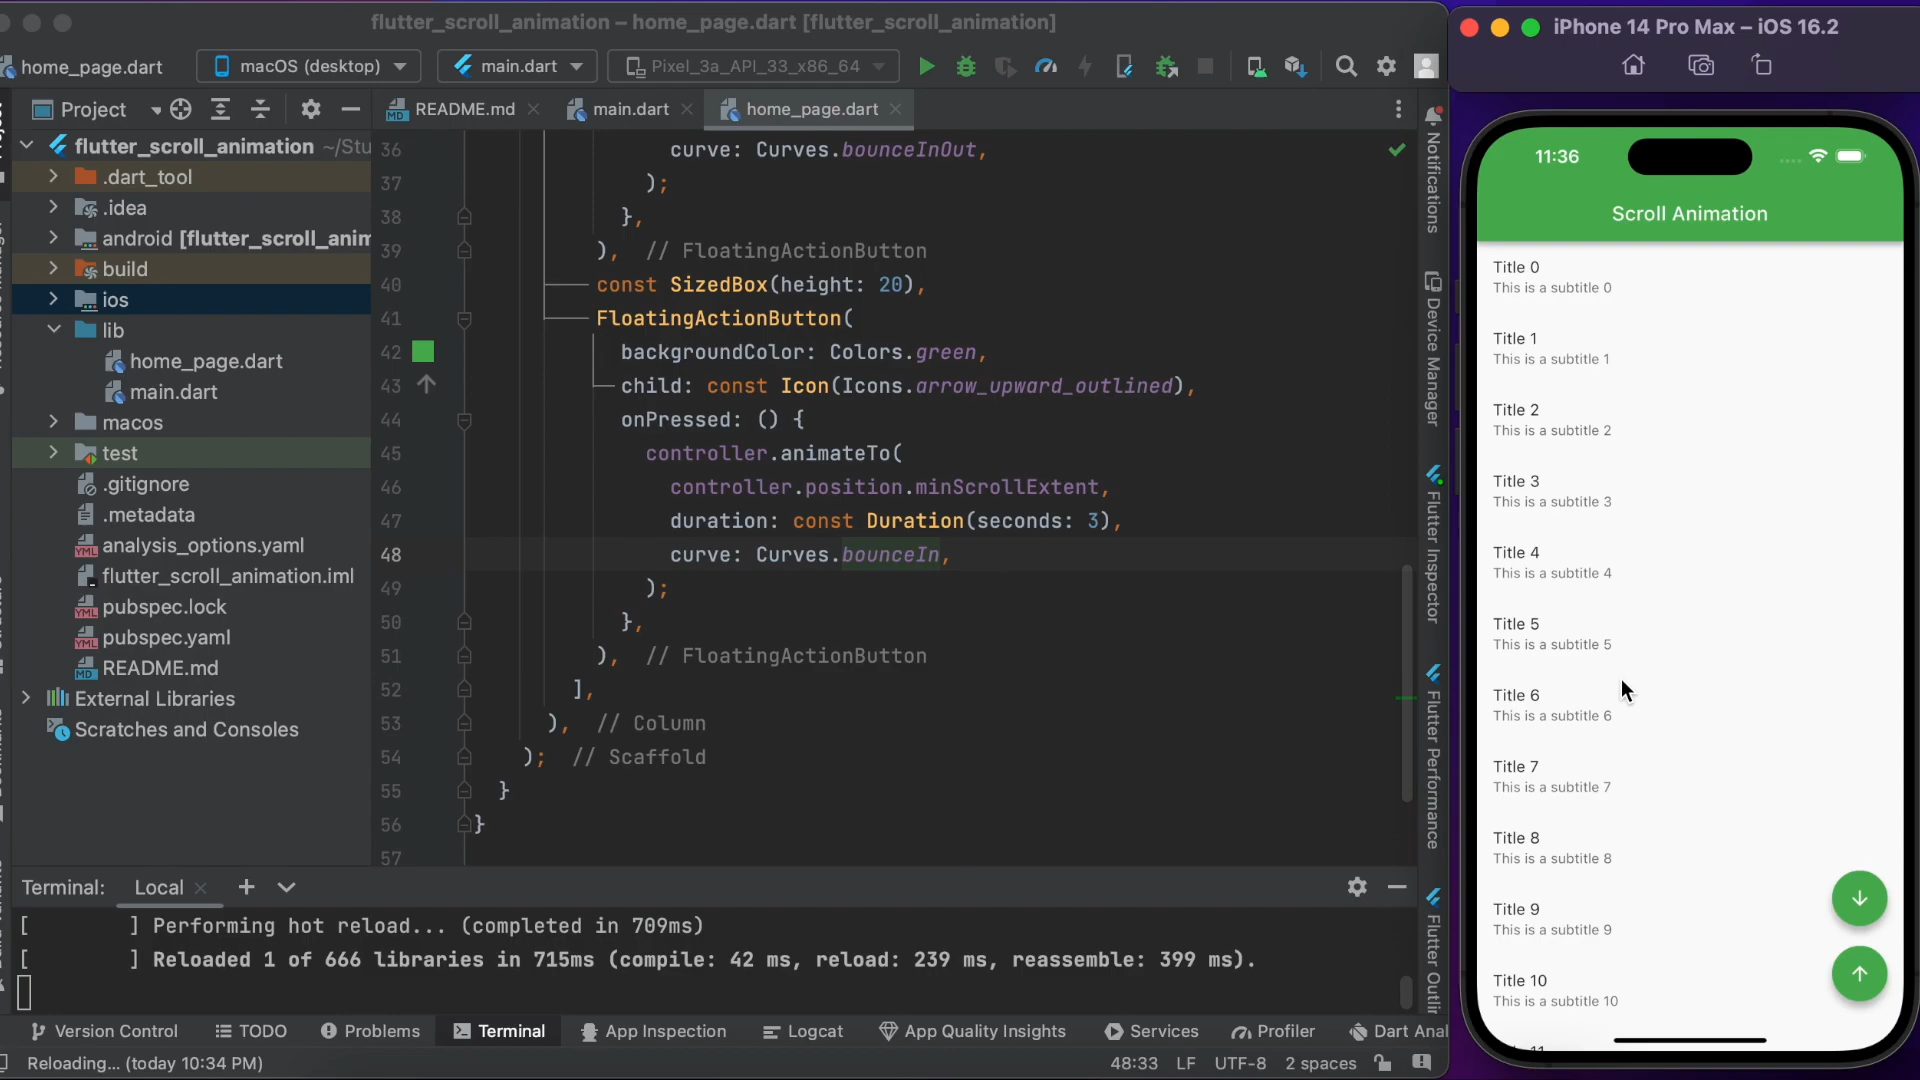 flutter_scroll_animation – home_page.dart [flutter_scroll_animation]
home_page.dart
macOS (desktop)
main.dart
Pixel_3a_API_33_x86_64
Project
README.md
main.dart
home_page.dart
flutter_scroll_animation ~/Stu
.dart_tool
.idea
android [flutter_scroll_anim
build
ios
lib
home_page.dart
main.dart
macos
test
.gitignore
.metadata
analysis_options.yaml
flutter_scroll_animation.iml
pubspec.lock
pubspec.yaml
README.md
External Libraries
Scratches and Consoles
36 curve: Curves.bounceInOut,
37 );
38 },
39 ), // FloatingActionButton
40 const SizedBox(height: 20),
41 FloatingActionButton(
42 backgroundColor: Colors.green,
43 child: const Icon(Icons.arrow_upward_outlined),
44 onPressed: () {
45 controller.animateTo(
46 controller.position.minScrollExtent,
47 duration: const Duration(seconds: 3),
48 curve: Curves.bounceIn,
49 );
50 },
51 ), // FloatingActionButton
52 ],
53 ), // Column
54 ); // Scaffold
55 }
56 }
57
Notifications
Device Manager
Flutter Inspector
Flutter Performance
Flutter Outlin
Terminal:
Local
[ ] Performing hot reload... (completed in 709ms)
[ ] Reloaded 1 of 666 libraries in 715ms (compile: 42 ms, reload: 239 ms, reassemble: 399 ms).
Version Control
TODO
Problems
Terminal
App Inspection
Logcat
App Quality Insights
Services
Profiler
Dart Anal
Reloading... (today 10:34 PM)
48:33
LF
UTF-8
2 spaces
iPhone 14 Pro Max – iOS 16.2
11:36
Scroll Animation
Title 0
This is a subtitle 0
Title 1
This is a subtitle 1
Title 2
This is a subtitle 2
Title 3
This is a subtitle 3
Title 4
This is a subtitle 4
Title 5
This is a subtitle 5
Title 6
This is a subtitle 6
Title 7
This is a subtitle 7
Title 8
This is a subtitle 8
Title 9
This is a subtitle 9
Title 10
This is a subtitle 10